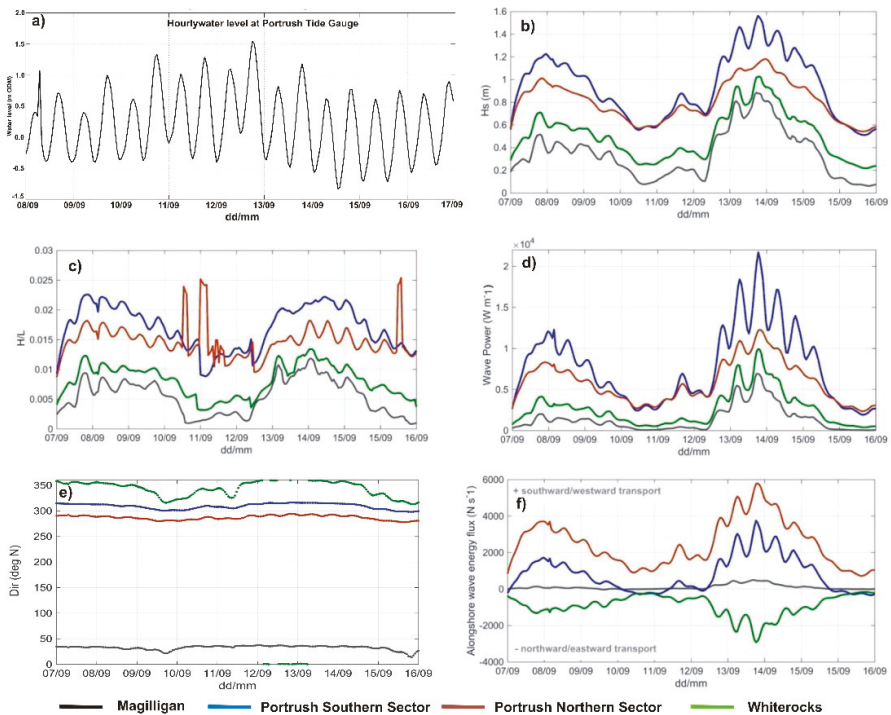 a)
Hourlywater level at Portrush Tide Gauge
Water level (m ODM)
2.0
1.5
1.0
0.5
0.0
-0.5
-1.5
08/09 09/09 10/09 11/09 12/09 13/09 14/09 15/09 16/09 17/09
dd/mm
b)
Hs (m)
1.6
1.4
1.2
1
0.8
0.6
0.4
0.2
0
07/09 08/09 09/09 10/09 11/09 12/09 13/09 14/09 15/09 16/09
dd/mm
c)
H/L
0.03
0.025
0.02
0.015
0.01
0.005
0
07/09 08/09 09/09 10/09 11/09 12/09 13/09 14/09 15/09 16/09
dd/mm
d)
×10⁴
Wave Power (W m⁻¹)
2
1.5
1
0.5
0
07/09 08/09 09/09 10/09 11/09 12/09 13/09 14/09 15/09 16/09
dd/mm
e)
Dir (deg N)
350
300
250
200
150
100
50
0
07/09 08/09 09/09 10/09 11/09 12/09 13/09 14/09 15/09 16/09
dd/mm
f)
Alongshore wave energy flux (N s⁻¹)
6000
4000
2000
0
-2000
-4000
+ southward/westward transport
- northward/eastward transport
07/09 08/09 09/09 10/09 11/09 12/09 13/09 14/09 15/09 16/09
dd/mm
Magilligan Portrush Southern Sector Portrush Northern Sector Whiterocks